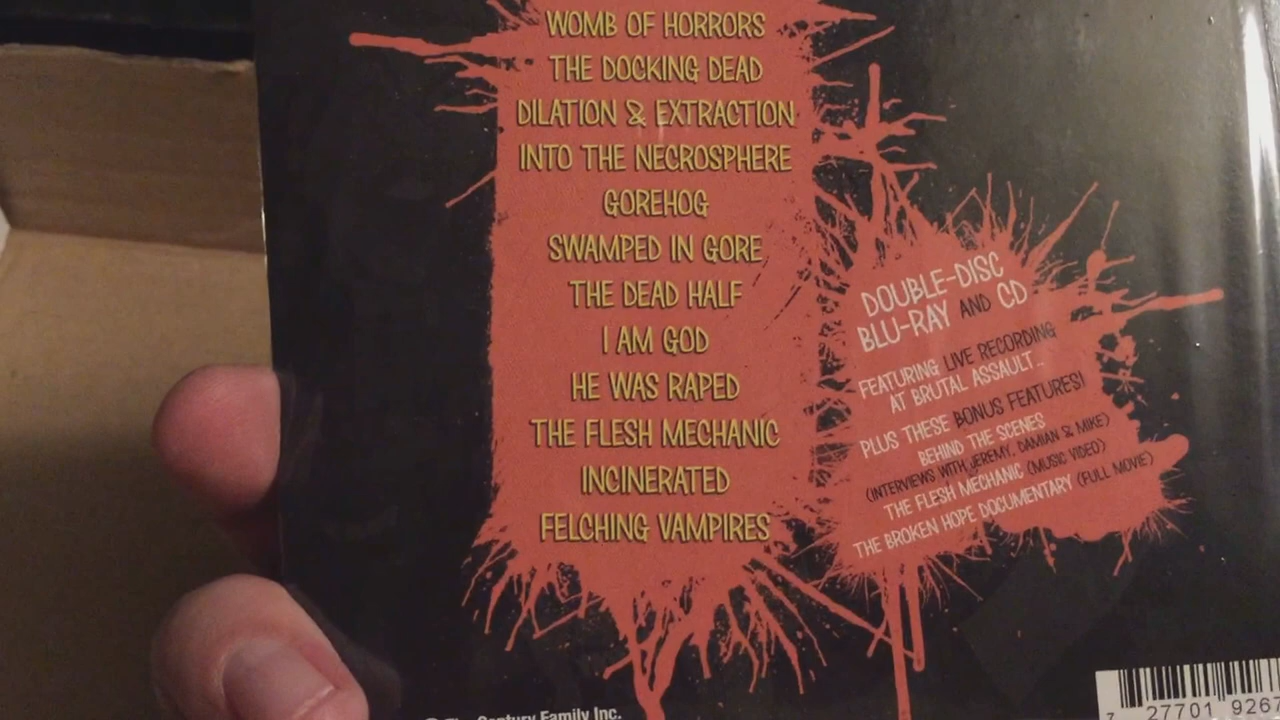 WOMB OF HORRORS
THE DOCKING DEAD
DILATION & EXTRACTION
INTO THE NECROSPHERE
GOREHOG
SWAMPED IN GORE
THE DEAD HALF
I AM GOD
HE WAS RAPED
THE FLESH MECHANIC
INCINERATED
FELCHING VAMPIRES
DOUBLE-DISC
BLU-RAY AND CD
FEATURING LIVE RECORDING
AT BRUTAL ASSAULT...
PLUS THESE BONUS FEATURES!
BEHIND THE SCENES
(INTERVIEWS WITH JEREMY, DAMIAN & MIKE)
THE FLESH MECHANIC (MUSIC VIDEO)
THE BROKEN HOPE DOCUMENTARY (FULL MOVIE)
Century Family Inc.
7 27701 9267